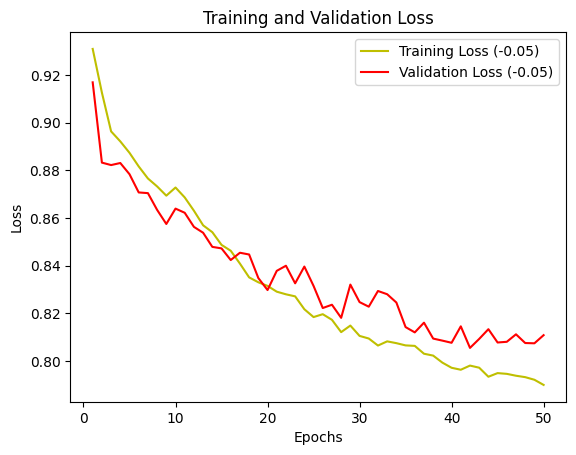 Training and Validation Loss
Training Loss (-0.05)
Validation Loss (-0.05)
0.92
0.90
0.88
0.86
0.84
0.82
0.80
Loss
0
10
20
30
40
50
Epochs